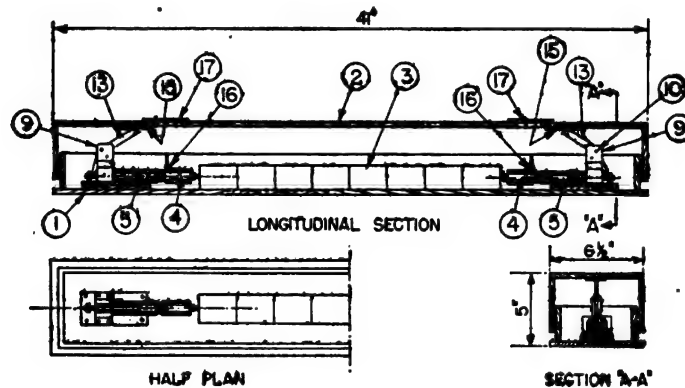 41"
13 15 17 16 2 3 16 17 15 13 "A" 10
9 9
1 5 4 4 5 "A"
LONGITUDINAL SECTION
6½"
5"
HALF PLAN
SECTION "A-A"